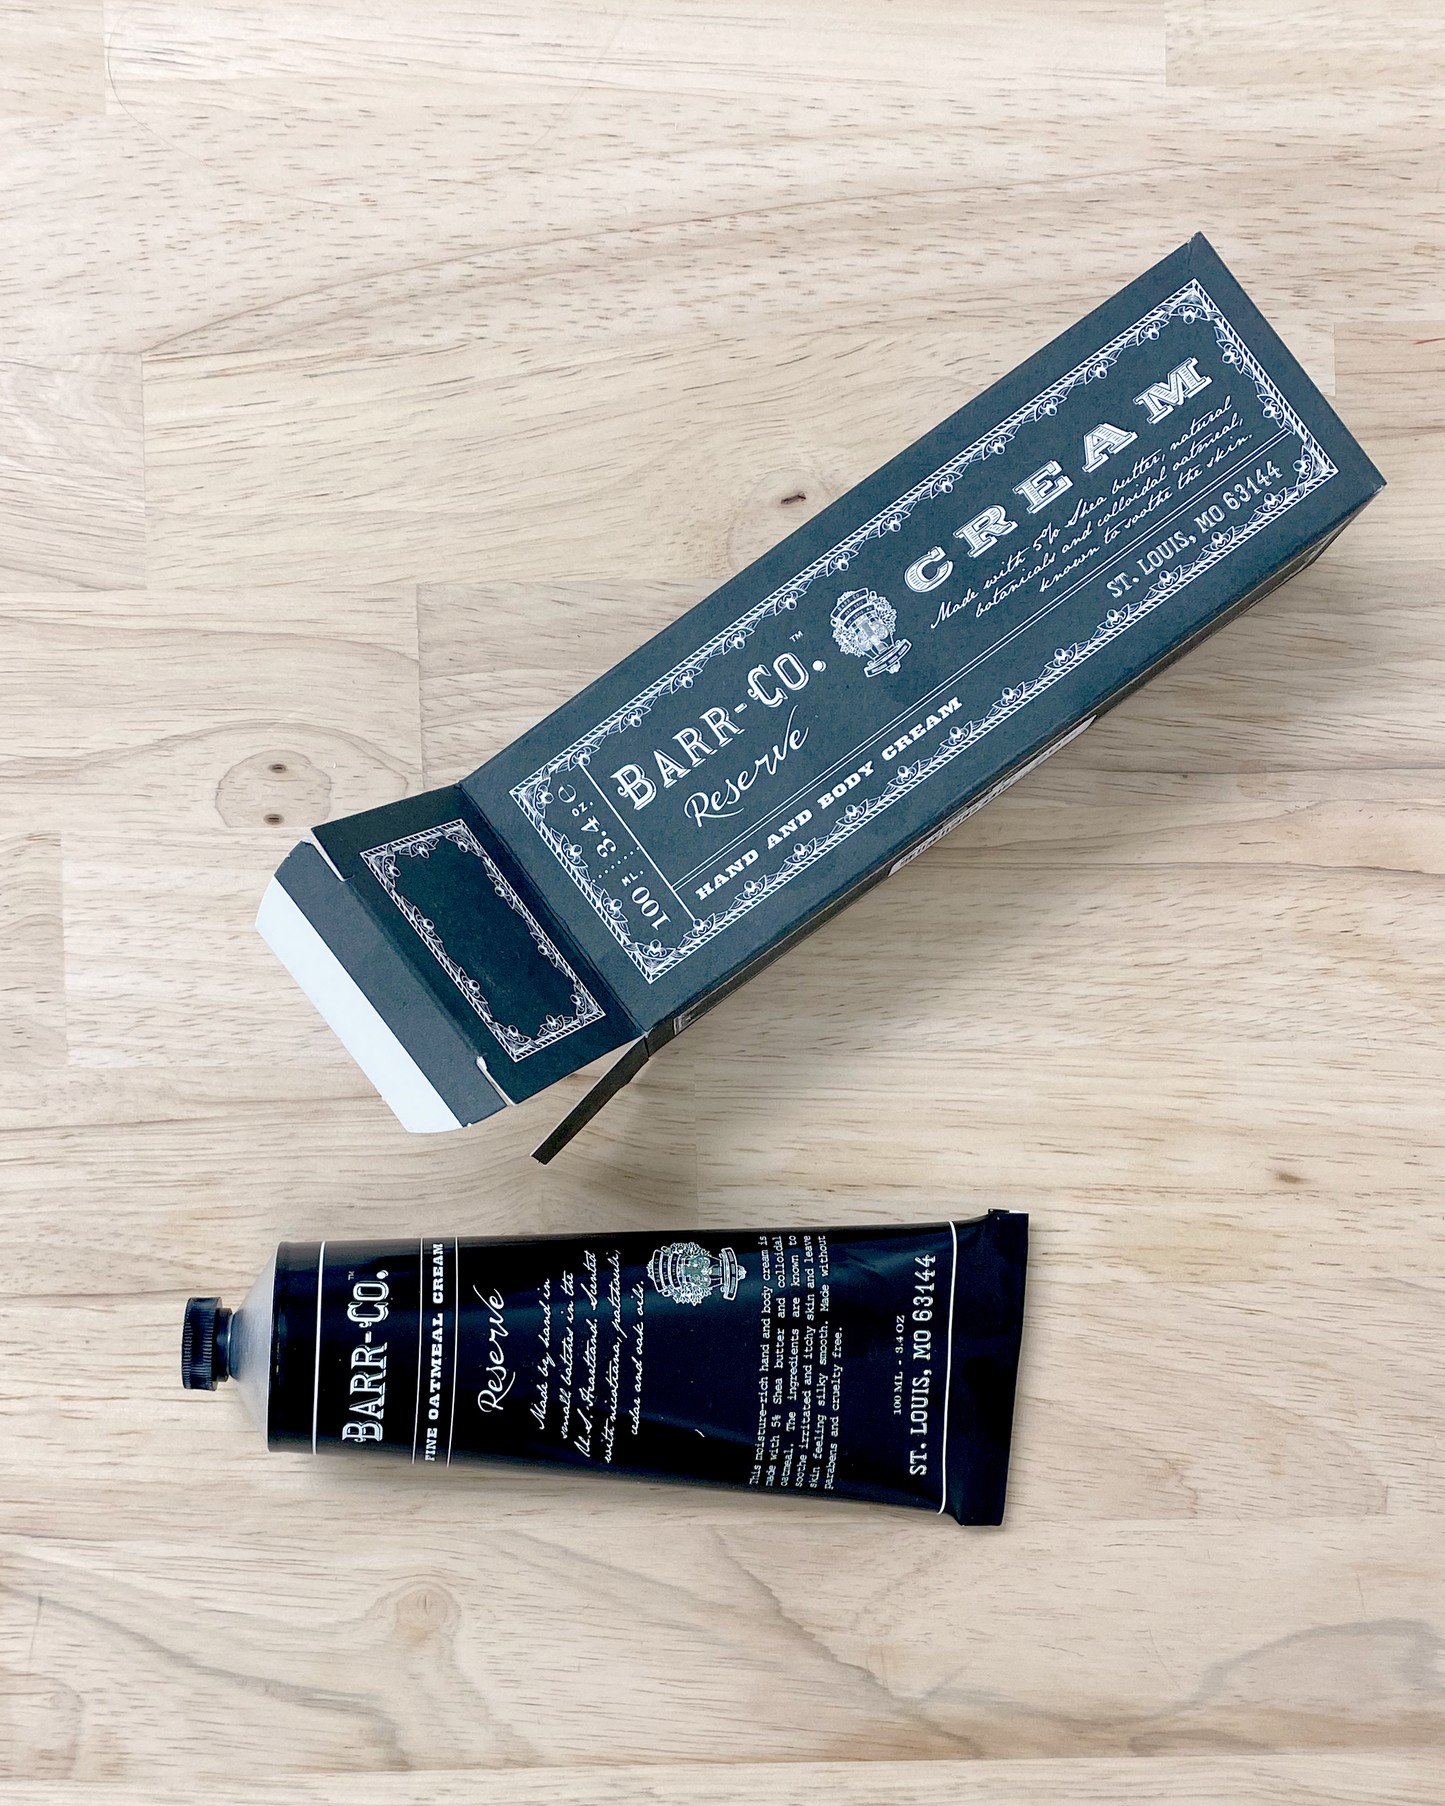 BARR-CO.™
Reserve
CREAM
Made with 5% Shea butter, natural
botanicals and colloidal oatmeal,
known to soothe the skin.
HAND AND BODY CREAM
ST. LOUIS, MO 63144
100 ML. 3.4 OZ. e
BARR-CO.™
FINE OATMEAL CREAM
Reserve
Made by hand in
small batches in the
U.S. Heartland. Scented
with nicotiana, patchouli,
cedar and oak oils.
This moisture-rich hand and body cream is
made with 5% Shea butter and colloidal
oatmeal. The ingredients are known to
soothe irritated and itchy skin and leave
skin feeling silky smooth. Made without
parabens and cruelty free.
100 ML - 3.4 OZ
ST. LOUIS, MO 63144